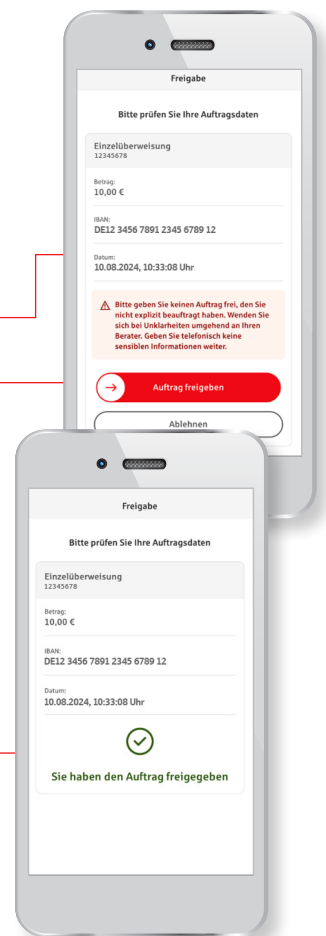 Freigabe
Bitte prüfen Sie Ihre Auftragsdaten
Einzelüberweisung
12345678
Betrag:
10,00 €
IBAN:
DE12 3456 7891 2345 6789 12
Datum:
10.08.2024, 10:33:08 Uhr
Bitte geben Sie keinen Auftrag frei, den Sie
nicht explizit beauftragt haben. Wenden Sie
sich bei Unklarheiten umgehend an Ihren
Berater. Geben Sie telefonisch keine
sensiblen Informationen weiter.
Auftrag freigeben
Ablehnen
Freigabe
Bitte prüfen Sie Ihre Auftragsdaten
Einzelüberweisung
12345678
Betrag:
10,00 €
IBAN:
DE12 3456 7891 2345 6789 12
Datum:
10.08.2024, 10:33:08 Uhr
Sie haben den Auftrag freigegeben